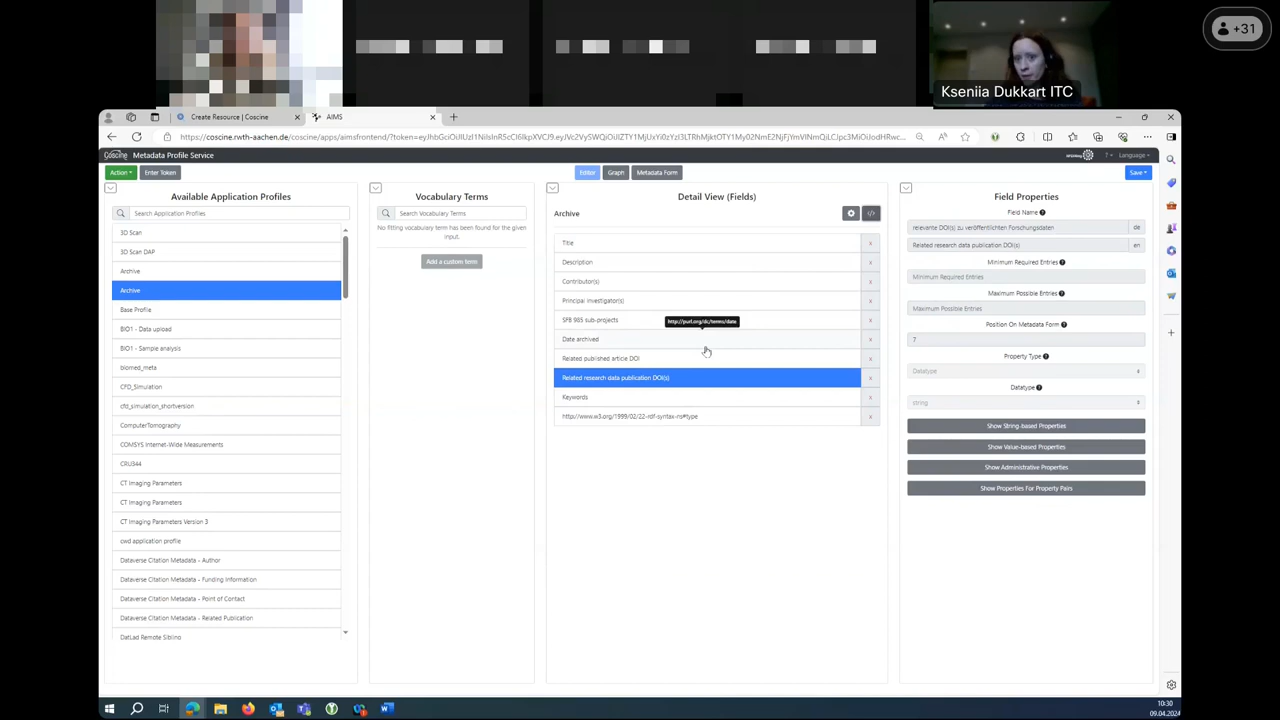 +31
Kseniia Dukkart ITC
Create Resource | Coscine
AIMS
Coscine Metadata Profile Service
Language
Action
Enter Token
Editor
Graph
Metadata Form
Save
Available Application Profiles
Search Application Profiles
3D Scan
3D Scan DAP
Archive
Archive
Base Profile
BIO1 - Data upload
BIO1 - Sample analysis
biomed_meta
CFD_Simulation
cfd_simulation_shortversion
ComputerTomography
COMSYS Internet-Wide Measurements
CRU344
CT Imaging Parameters
CT Imaging Parameters
CT Imaging Parameters Version 3
cwd application profile
Dataverse Citation Metadata - Author
Dataverse Citation Metadata - Funding Information
Dataverse Citation Metadata - Point of Contact
Dataverse Citation Metadata - Related Publication
DatLad Remote Sibling
Vocabulary Terms
Search Vocabulary Terms
No fitting vocabulary term has been found for the given
input.
Add a custom term
Detail View (Fields)
Archive
</>
Title
Description
Contributor(s)
Principal investigator(s)
SFB 985 sub-projects
http://purl.org/dc/terms/date
Date archived
Related published article DOI
Related research data publication DOI(s)
Keywords
http://www.w3.org/1999/02/22-rdf-syntax-ns#type
Field Properties
Field Name
relevante DOI(s) zu veröffentlichten Forschungsdaten
de
Related research data publication DOI(s)
en
Minimum Required Entries
Minimum Required Entries
Maximum Possible Entries
Maximum Possible Entries
Position On Metadata Form
7
Property Type
Datatype
Datatype
string
Show String-based Properties
Show Value-based Properties
Show Administrative Properties
Show Properties For Property Pairs
10:30
09.04.2024